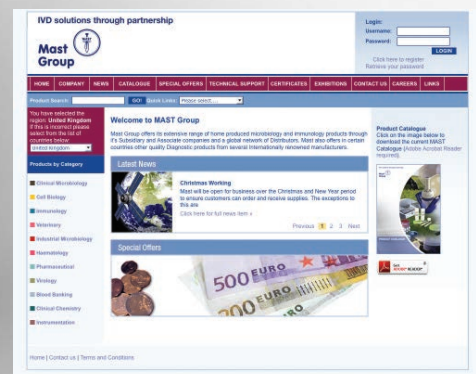 IVD solutions through partnership
Mast
Group
Login:
Username:
Password:
LOGIN
Click here to register
Retrieve your password
HOME COMPANY NEWS CATALOGUE SPECIAL OFFERS TECHNICAL SUPPORT CERTIFICATES EXHIBITIONS CONTACT US CAREERS LINKS
Product Search: GO! Quick Links: Please select ....
You have selected the
region: United Kingdom
If this is incorrect please
select from the list of
countries below
United Kingdom
Products by Category
Clinical Microbiology
Cell Biology
Immunology
Veterinary
Industrial Microbiology
Haematology
Pharmaceutical
Virology
Blood Banking
Clinical Chemistry
Instrumentation
Welcome to MAST Group
Mast Group offers its extensive range of home produced microbiology and immunology products through
it's Subsidiary and Associate companies and a global network of Distributors. Mast also offers in certain
countries other quality Diagnostic products from several internationally renowned manufacturers.
Latest News
Christmas Working
Mast will be open for business over the Christmas and New Year period
to ensure customers can order and receive supplies. The exceptions to
this are
Click here for full news item »
Previous 1 2 3 Next
Special Offers
500 EURO
200 EURO
Product Catalogue
Click on the image below to
download the current MAST
Catalogue (Adobe Acrobat Reader
required).
Get
ADOBE READER
Home | Contact us | Terms and Conditions